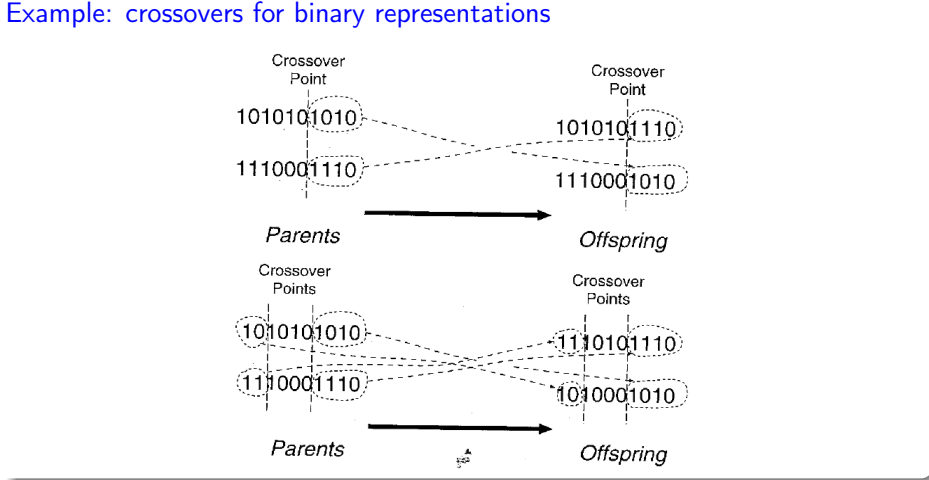 Example: crossovers for binary representations
Crossover
Point
1010101010
1110001110
Parents
Crossover
Point
1010101110
1110001010
Offspring
Crossover
Points
1010101010
1110001110
Parents
Crossover
Points
1110101110
1010001010
Offspring